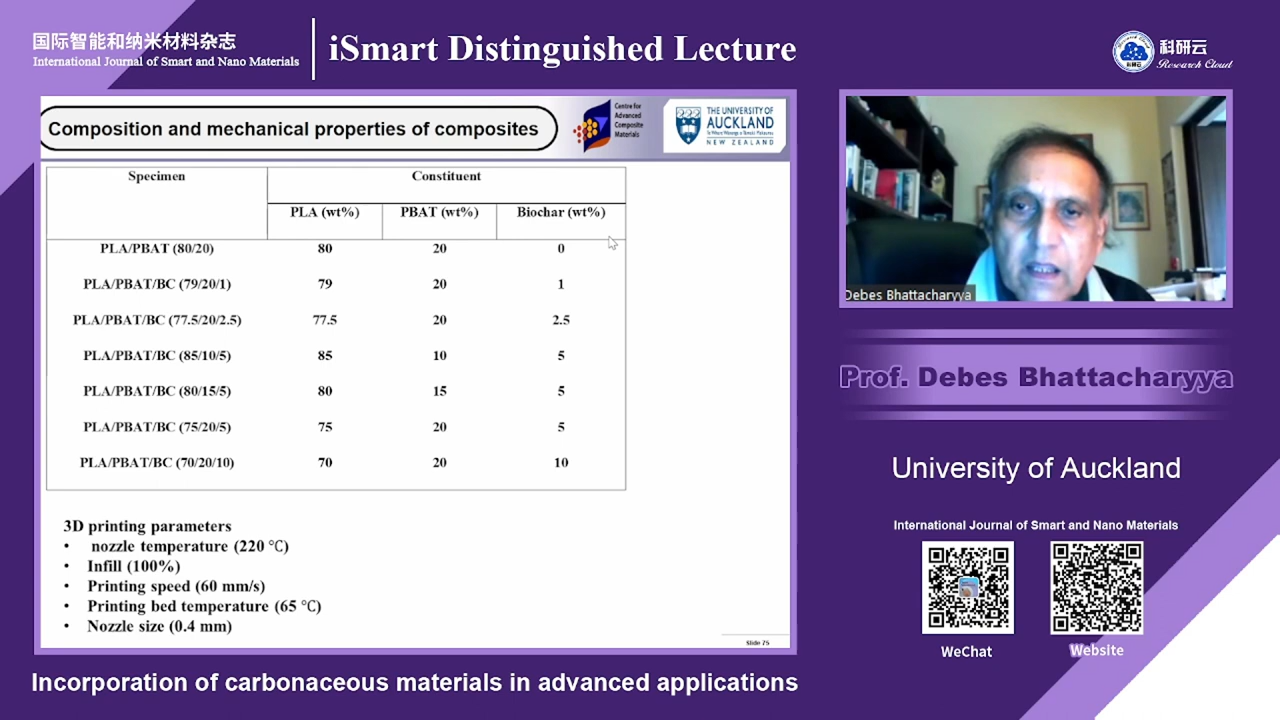 国际智能和纳米材料杂志
International Journal of Smart and Nano Materials
iSmart Distinguished Lecture
科研云
Research Cloud
Composition and mechanical properties of composites
Centre for
Advanced
Composite
Materials
THE UNIVERSITY OF
AUCKLAND
NEW ZEALAND
Specimen Constituent
PLA (wt%) PBAT (wt%) Biochar (wt%)
PLA/PBAT (80/20) 80 20 0
PLA/PBAT/BC (79/20/1) 79 20 1
PLA/PBAT/BC (77.5/20/2.5) 77.5 20 2.5
PLA/PBAT/BC (85/10/5) 85 10 5
PLA/PBAT/BC (80/15/5) 80 15 5
PLA/PBAT/BC (75/20/5) 75 20 5
PLA/PBAT/BC (70/20/10) 70 20 10
3D printing parameters
• nozzle temperature (220 °C)
• Infill (100%)
• Printing speed (60 mm/s)
• Printing bed temperature (65 °C)
• Nozzle size (0.4 mm)
Slide 75
Debes Bhattacharyya
Prof. Debes Bhattacharyya
University of Auckland
International Journal of Smart and Nano Materials
WeChat Website
Incorporation of carbonaceous materials in advanced applications